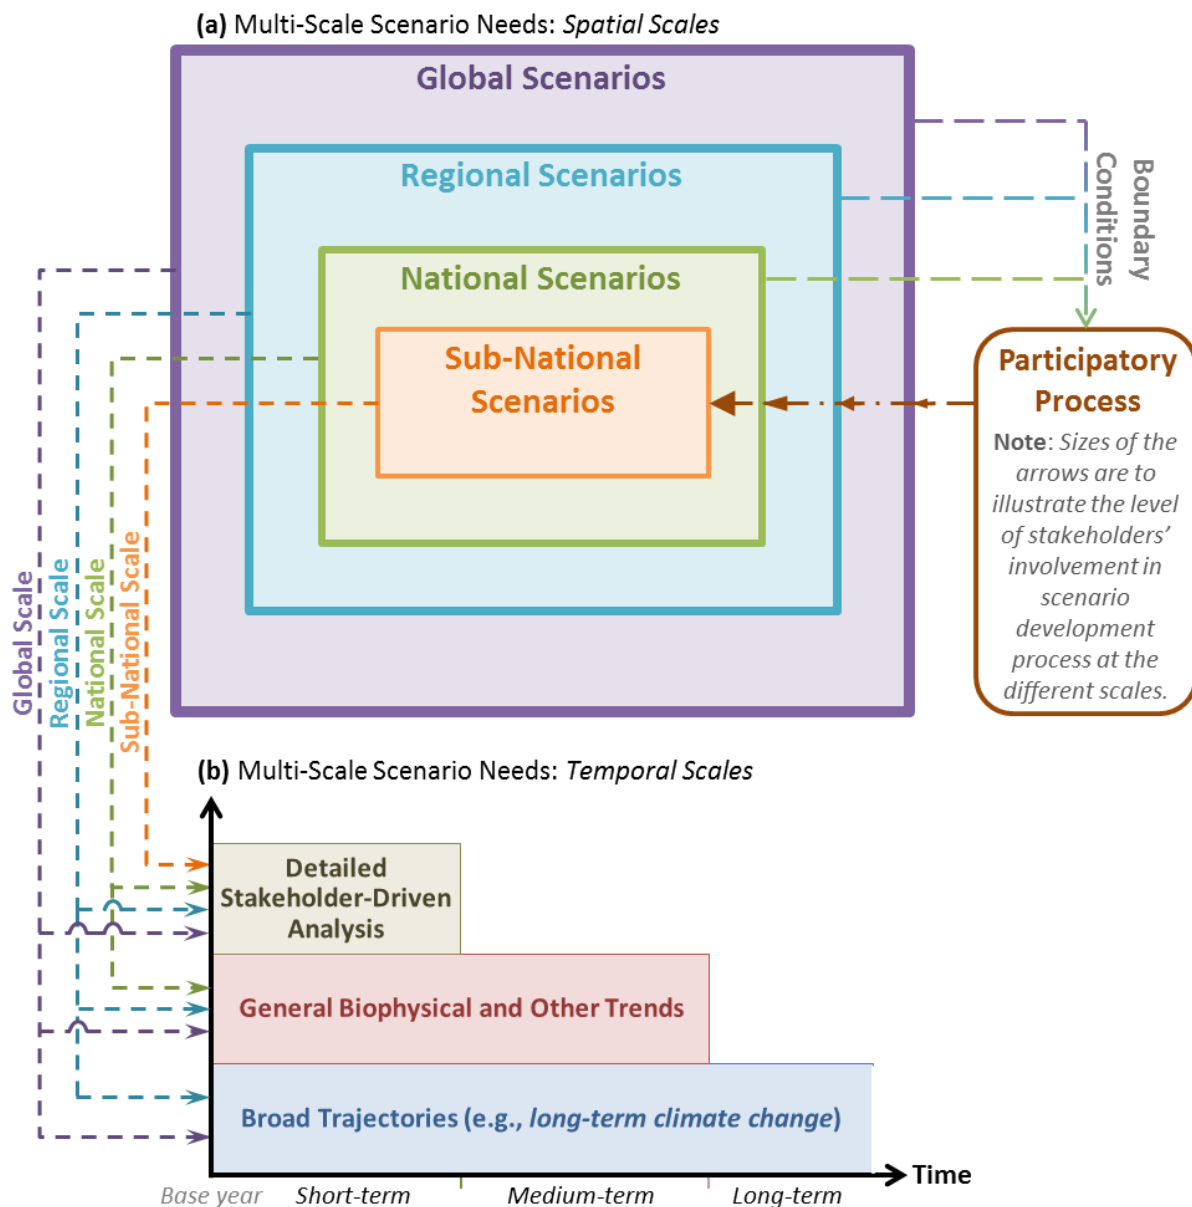 (a) Multi-Scale Scenario Needs: Spatial Scales
Global Scenarios
Regional Scenarios
National Scenarios
Sub-National
Scenarios
Boundary
Conditions
Participatory
Process
Note: Sizes of the
arrows are to
illustrate the level
of stakeholders’
involvement in
scenario
development
process at the
different scales.
Global Scale
Regional Scale
National Scale
Sub-National Scale
(b) Multi-Scale Scenario Needs: Temporal Scales
Detailed
Stakeholder-Driven
Analysis
General Biophysical and Other Trends
Broad Trajectories (e.g., long-term climate change)
Time
Base year
Short-term
Medium-term
Long-term